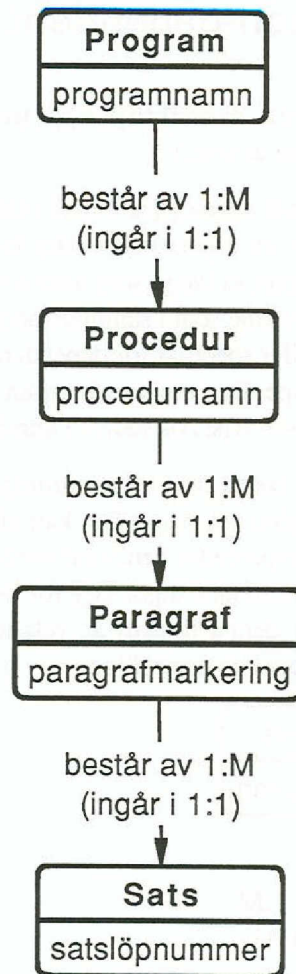 Program
programnamn
består av 1:M
(ingår i 1:1)
Procedur
procedurnamn
består av 1:M
(ingår i 1:1)
Paragraf
paragrafmarkering
består av 1:M
(ingår i 1:1)
Sats
satslöpnummer